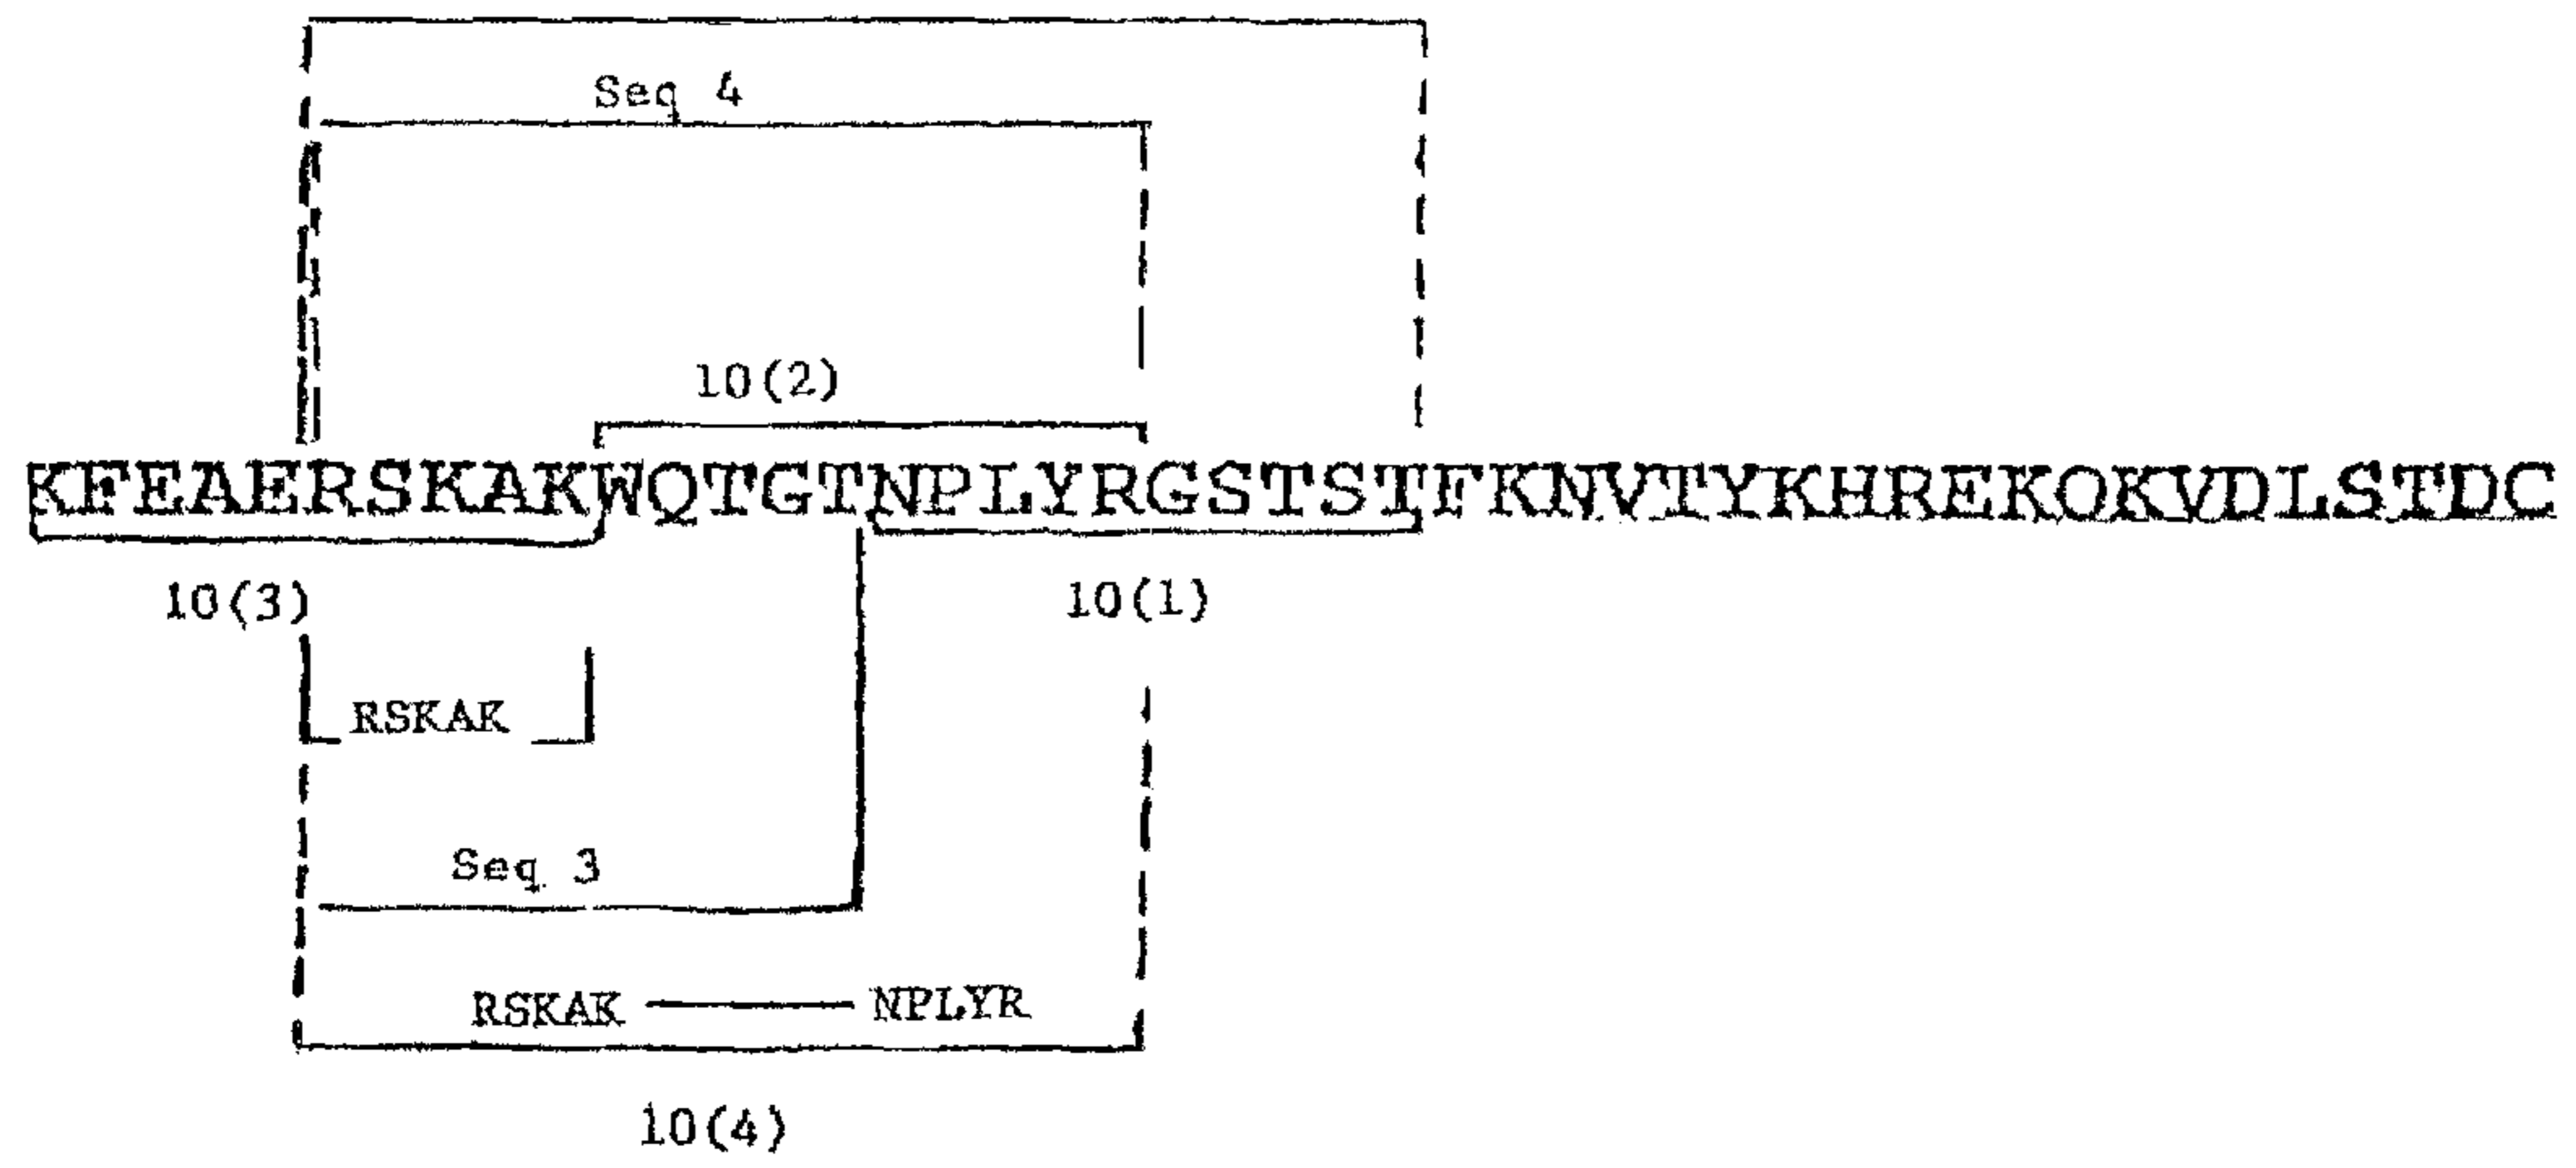 Seq 4
10(2)
KFEAERSKAKWQTGTNPLYRGSTSTFKNVTYKHREKQKVDLSTDC
10(3)
10(1)
RSKAK
Seq 3
RSKAK NPLYR
10(4)